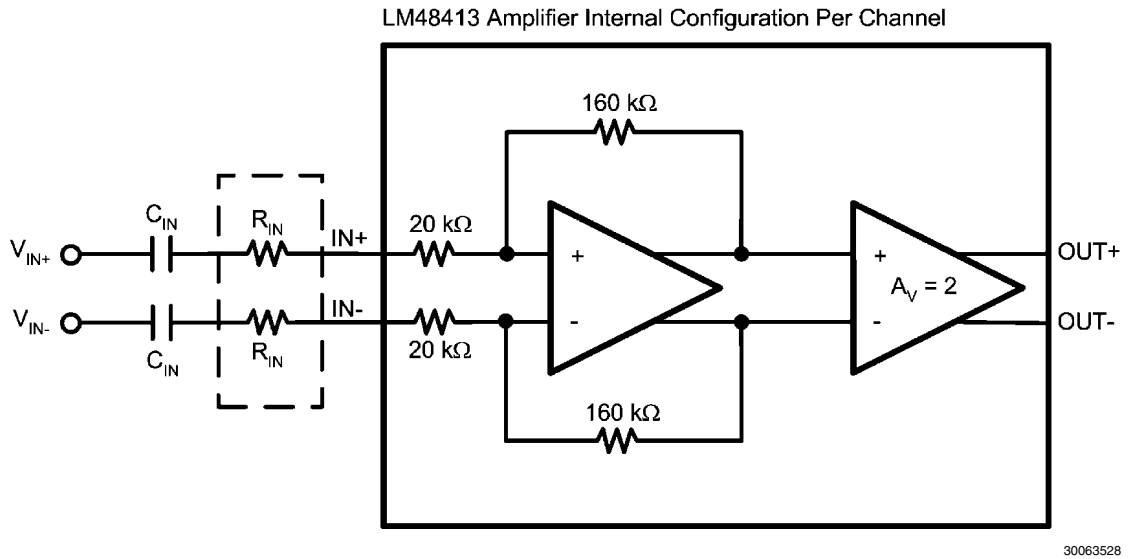 LM48413 Amplifier Internal Configuration Per Channel
160 kΩ
C_IN
R_IN
IN+
20 kΩ
V_IN+
+
+
OUT+
A_V = 2
V_IN-
IN-
-
-
OUT-
C_IN
R_IN
20 kΩ
160 kΩ
30063528